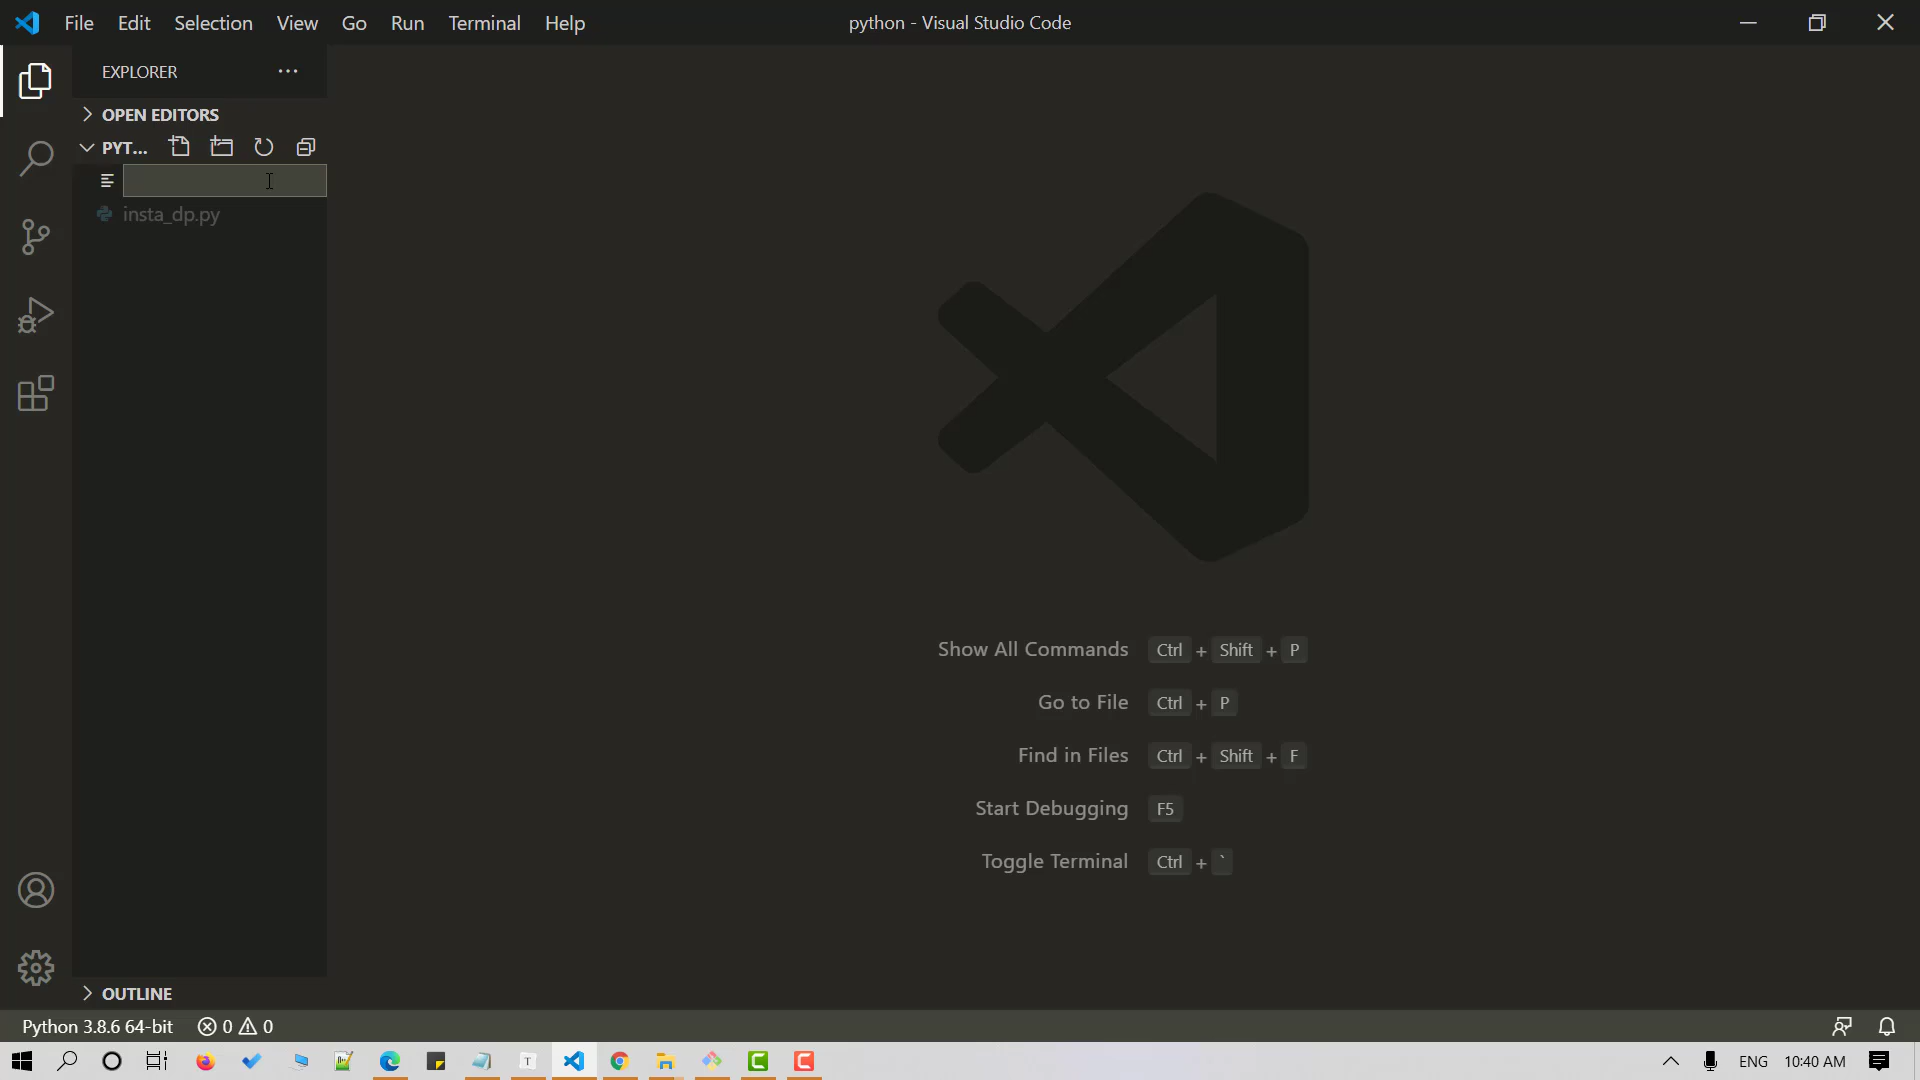 File Edit Selection View Go Run Terminal Help
python - Visual Studio Code
EXPLORER
OPEN EDITORS
PYT...
insta_dp.py
Show All Commands Ctrl + Shift + P
Go to File Ctrl + P
Find in Files Ctrl + Shift + F
Start Debugging F5
Toggle Terminal Ctrl + `
OUTLINE
Python 3.8.6 64-bit 0 0
ENG 10:40 AM